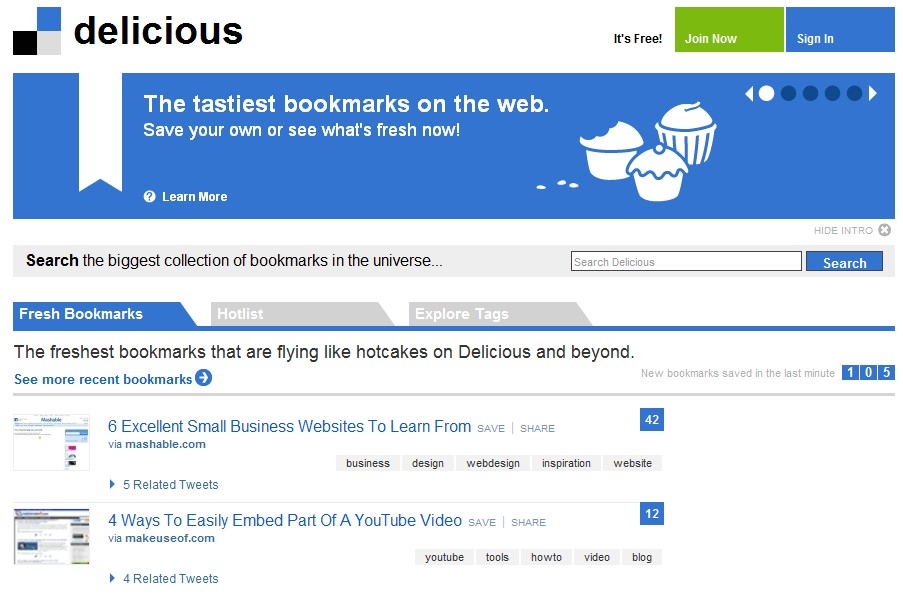 delicious
It's Free!
Join Now
Sign In
The tastiest bookmarks on the web.
Save your own or see what's fresh now!
? Learn More
HIDE INTRO
Search the biggest collection of bookmarks in the universe...
Search Delicious
Search
Fresh Bookmarks
Hotlist
Explore Tags
The freshest bookmarks that are flying like hotcakes on Delicious and beyond.
See more recent bookmarks
New bookmarks saved in the last minute 1 0 5
6 Excellent Small Business Websites To Learn From SAVE | SHARE
42
via mashable.com
business design webdesign inspiration website
5 Related Tweets
4 Ways To Easily Embed Part Of A YouTube Video SAVE | SHARE
12
via makeuseof.com
youtube tools howto video blog
4 Related Tweets